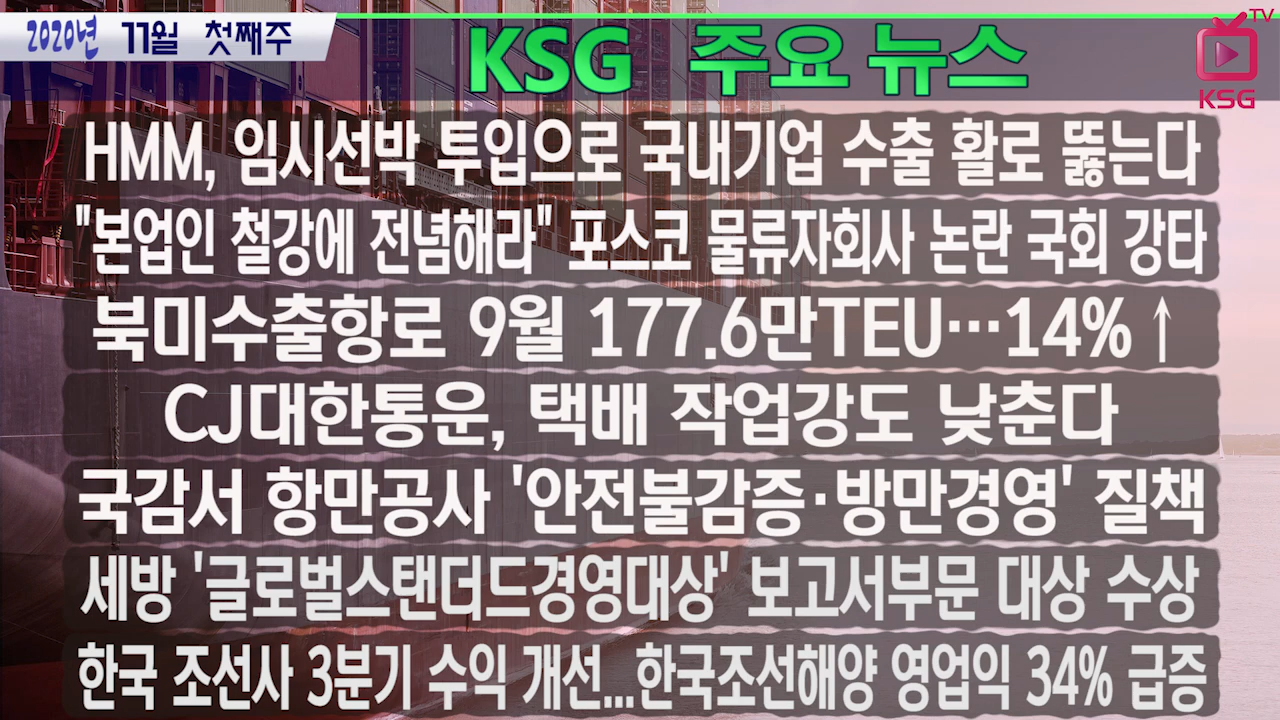 2020년 11월 첫째주
KSG 주요 뉴스
TV
KSG
HMM, 임시선박 투입으로 국내기업 수출 활로 뚫는다
"본업인 철강에 전념해라" 포스코 물류자회사 논란 국회 강타
북미수출항로 9월 177.6만TEU…14%↑
CJ대한통운, 택배 작업강도 낮춘다
국감서 항만공사 '안전불감증·방만경영' 질책
세방 '글로벌스탠더드경영대상' 보고서부문 대상 수상
한국 조선사 3분기 수익 개선...한국조선해양 영업익 34% 급증